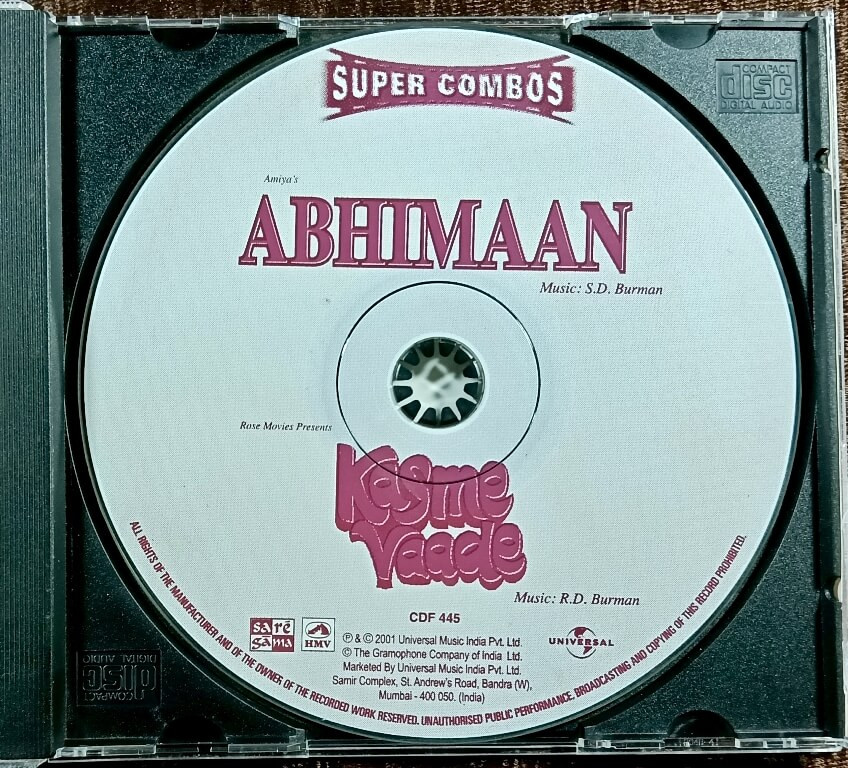 SUPER COMBOS
COMPACT
disc
DIGITAL AUDIO
Amiya's
ABHIMAAN
Music: S.D. Burman
Rose Movies Presents
Kasme
Vaade
Music: R.D. Burman
CDF 445
sa rē
gama
HMV
℗ & © 2001 Universal Music India Pvt. Ltd.
© The Gramophone Company of India Ltd.
Marketed By Universal Music India Pvt. Ltd.
Samir Complex, St. Andrew's Road, Bandra (W),
Mumbai - 400 050. (India)
UNIVERSAL
ALL RIGHTS OF THE MANUFACTURER AND OF THE OWNER OF THE RECORDED WORK RESERVED. UNAUTHORISED PUBLIC PERFORMANCE, BROADCASTING AND COPYING OF THIS RECORD PROHIBITED.
COMPACT
disc
DIGITAL AUDIO